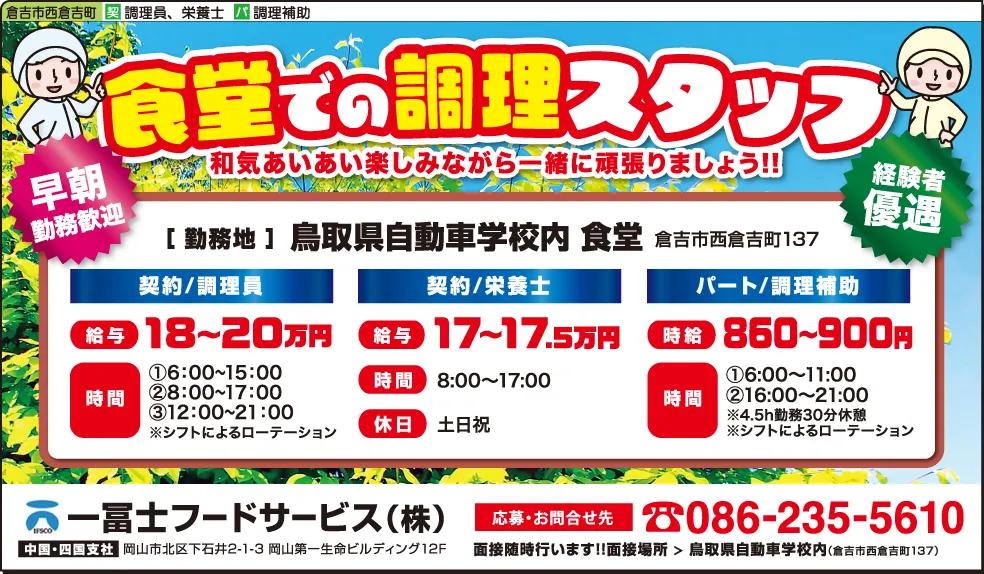 倉吉市西倉吉町 契 調理員、栄養士 パ 調理補助
食堂での調理スタッフ
和気あいあい楽しみながら一緒に頑張りましょう!!
早朝
勤務歓迎
経験者
優遇
[ 勤務地 ] 鳥取県自動車学校内 食堂 倉吉市西倉吉町137
契約/調理員
給与 18~20万円
時間
①6:00~15:00
②8:00~17:00
③12:00~21:00
※シフトによるローテーション
契約/栄養士
給与 17~17.5万円
時間 8:00~17:00
休日 土日祝
パート/調理補助
時給 860~900円
時間
①6:00~11:00
②16:00~21:00
※4.5h勤務30分休憩
※シフトによるローテーション
IFSCO
一冨士フードサービス(株)
中国・四国支社 岡山市北区下石井2-1-3 岡山第一生命ビルディング12F
応募・お問合せ先 ☎086-235-5610
面接随時行います!!面接場所 > 鳥取県自動車学校内(倉吉市西倉吉町137)